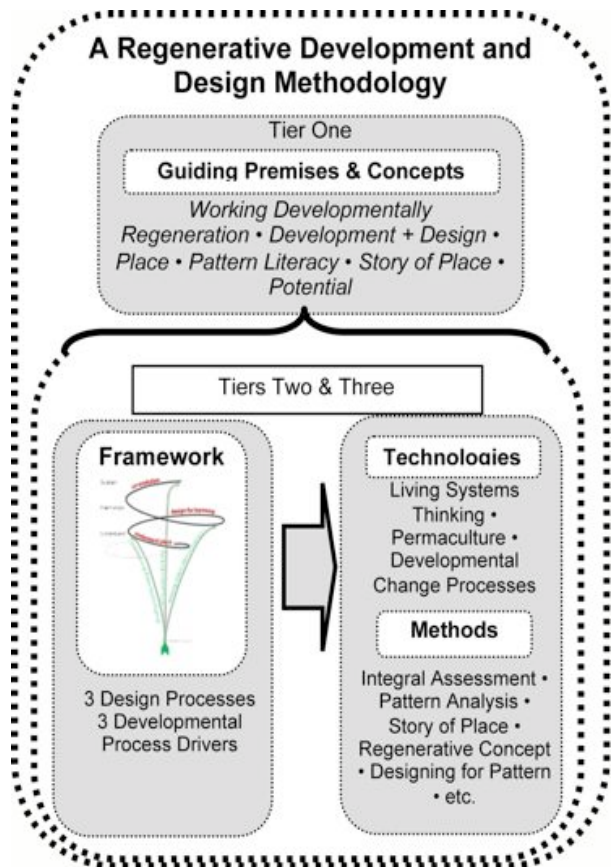 A Regenerative Development and
Design Methodology
Tier One
Guiding Premises & Concepts
Working Developmentally
Regeneration • Development + Design •
Place • Pattern Literacy • Story of Place •
Potential
Tiers Two & Three
Framework
3 Design Processes
3 Developmental
Process Drivers
Technologies
Living Systems
Thinking •
Permaculture •
Developmental
Change Processes
Methods
Integral Assessment •
Pattern Analysis •
Story of Place •
Regenerative Concept
• Designing for Pattern
• etc.